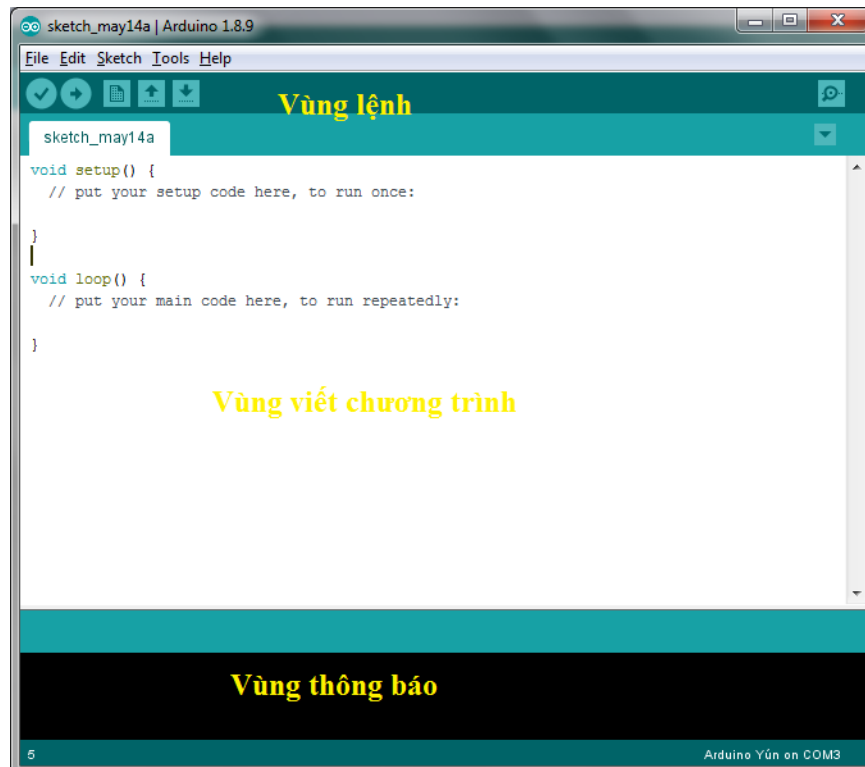 sketch_may14a | Arduino 1.8.9
File Edit Sketch Tools Help
Vùng lệnh
sketch_may14a
void setup() {
  // put your setup code here, to run once:
}
void loop() {
  // put your main code here, to run repeatedly:
}
Vùng viết chương trình
Vùng thông báo
5 Arduino Yún on COM3